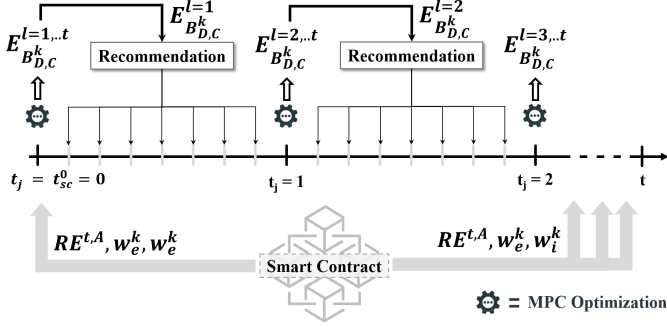 E^{l=1,..t}_{B^k_{D,C}} E^{l=1}_{B^k_{D,C}} E^{l=2,..t}_{B^k_{D,C}} E^{l=2}_{B^k_{D,C}} E^{l=3,..t}_{B^k_{D,C}}
Recommendation Recommendation
t_j = t^0_{sc} = 0 t_j = 1 t_j = 2 t
RE^{t,A}, w^k_e, w^k_e RE^{t,A}, w^k_e, w^k_i
Smart Contract
= MPC Optimization